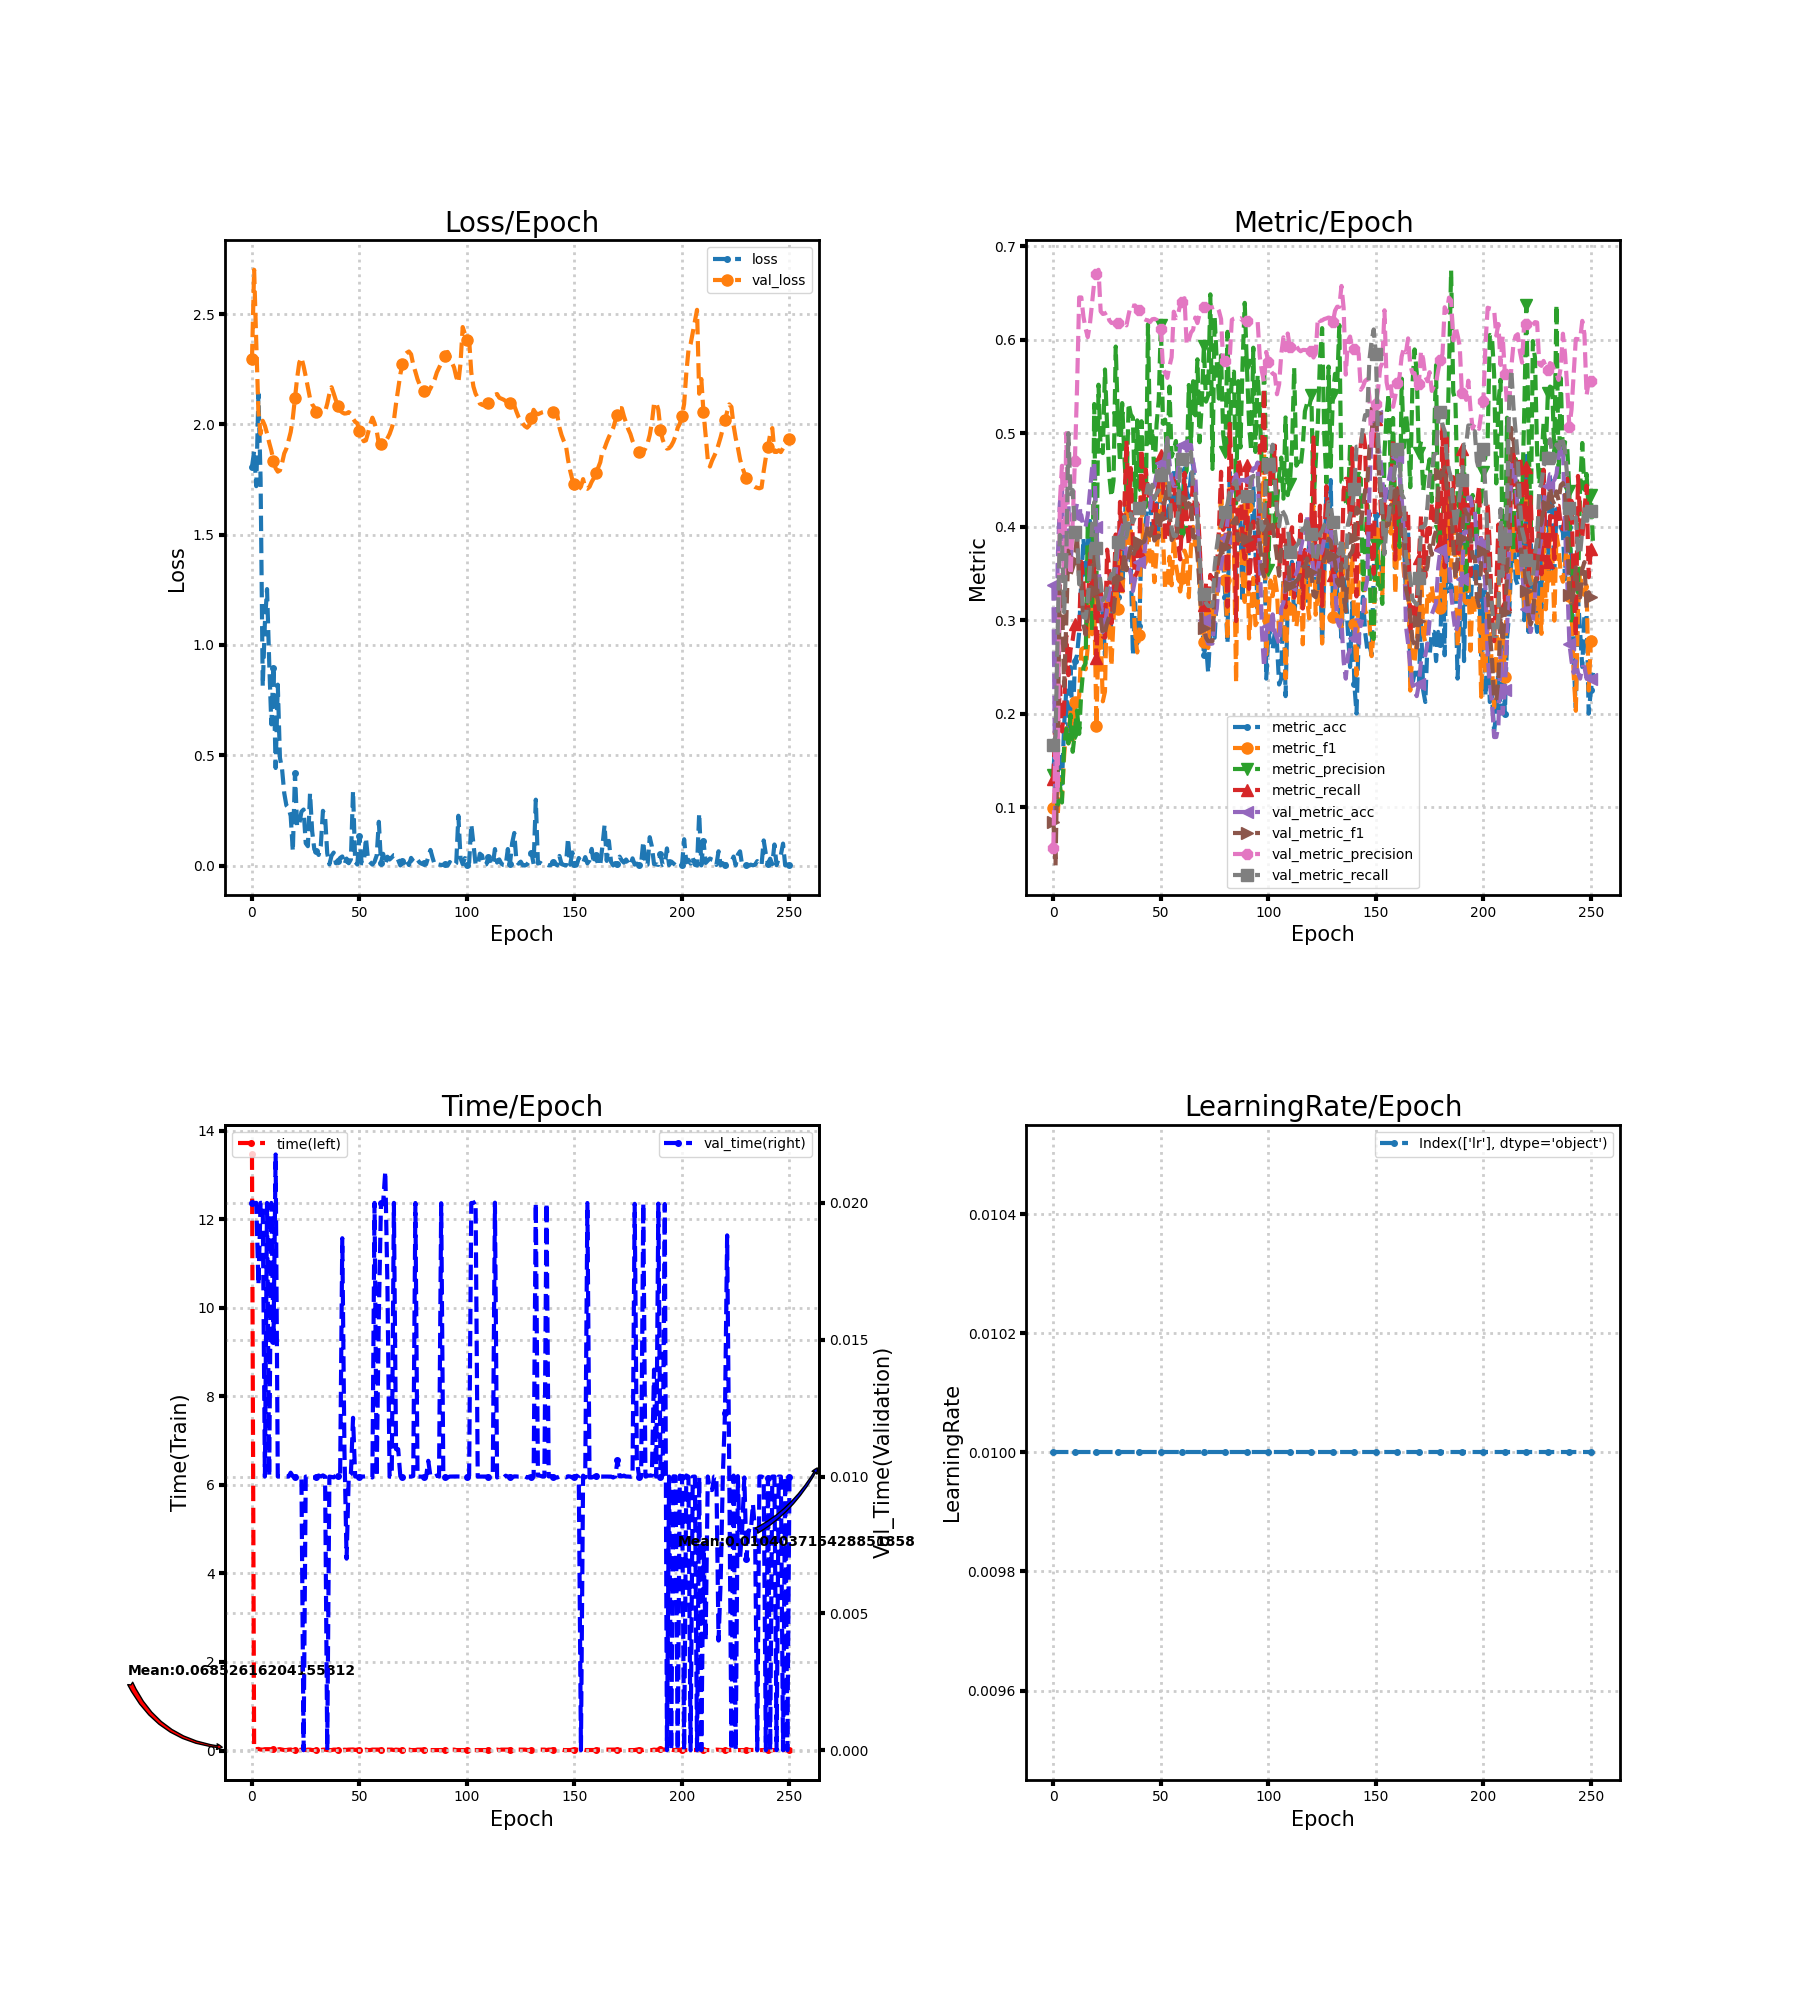 Loss/Epoch
loss
val_loss
2.5
2.0
1.5
1.0
0.5
0.0
Loss
0
50
100
150
200
250
Epoch
Metric/Epoch
0.7
0.6
0.5
0.4
0.3
0.2
0.1
Metric
metric_acc
metric_f1
metric_precision
metric_recall
val_metric_acc
val_metric_f1
val_metric_precision
val_metric_recall
0
50
100
150
200
250
Epoch
Time/Epoch
time(left)
val_time(right)
14
12
10
8
6
4
2
0
Time(Train)
0.020
0.015
0.010
0.005
0.000
Val_Time(Validation)
0
50
100
150
200
250
Epoch
LearningRate/Epoch
Index(['lr'], dtype='object')
0.0104
0.0102
0.0100
0.0098
0.0096
LearningRate
0
50
100
150
200
250
Epoch